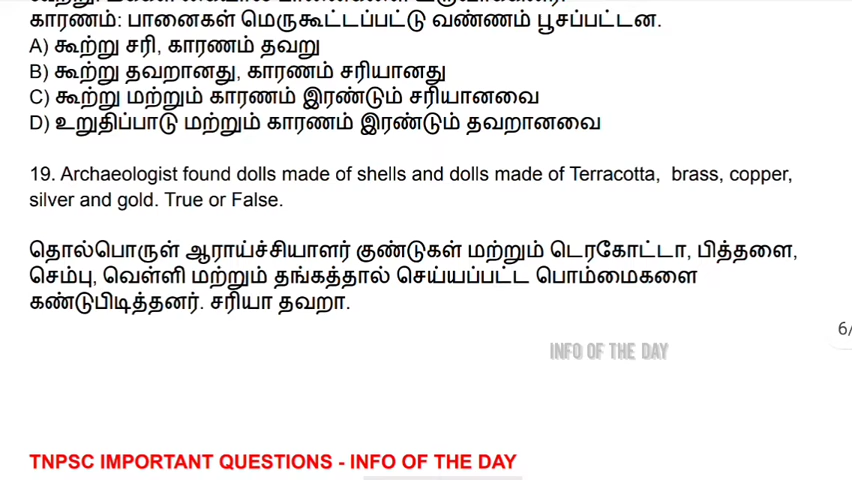 காரணம்: பானைகள் மெருகூட்டப்பட்டு வண்ணம் பூசப்பட்டன.
A) கூற்று சரி, காரணம் தவறு
B) கூற்று தவறானது, காரணம் சரியானது
C) கூற்று மற்றும் காரணம் இரண்டும் சரியானவை
D) உறுதிப்பாடு மற்றும் காரணம் இரண்டும் தவறானவை
19. Archaeologist found dolls made of shells and dolls made of Terracotta, brass, copper,
silver and gold. True or False.
தொல்பொருள் ஆராய்ச்சியாளர் குண்டுகள் மற்றும் டெரகோட்டா, பித்தளை,
செம்பு, வெள்ளி மற்றும் தங்கத்தால் செய்யப்பட்ட பொம்மைகளை
கண்டுபிடித்தனர். சரியா தவறா.
6/
INFO OF THE DAY
TNPSC IMPORTANT QUESTIONS - INFO OF THE DAY